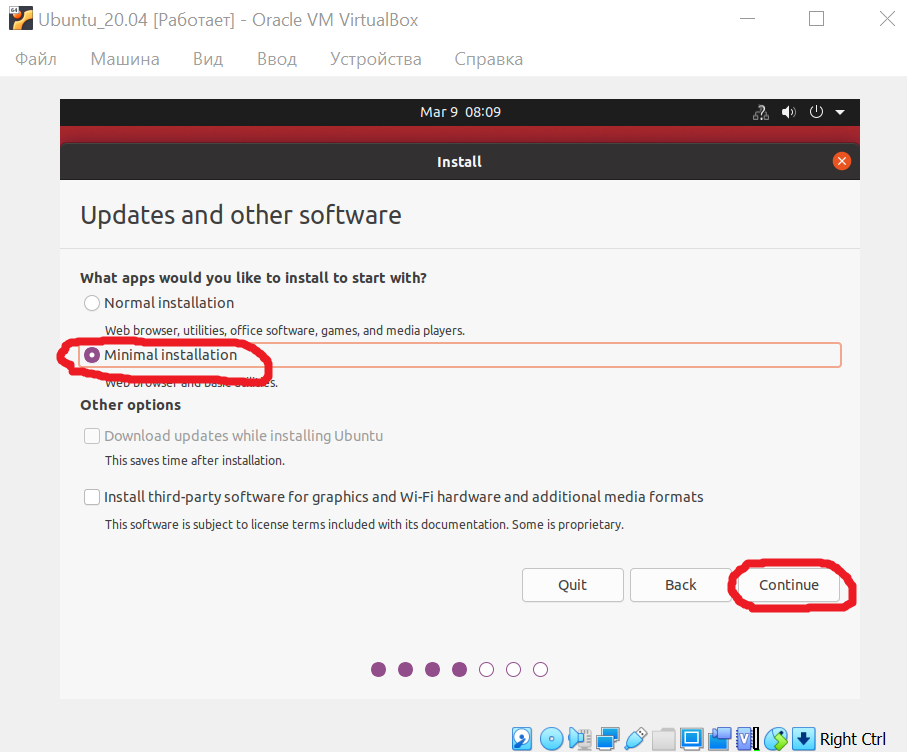 Ubuntu_20.04 [Работает] - Oracle VM VirtualBox
Файл Машина Вид Ввод Устройства Справка
Mar 9 08:09
Install
Updates and other software
What apps would you like to install to start with?
Normal installation
Web browser, utilities, office software, games, and media players.
Minimal installation
Web browser and basic utilities.
Other options
Download updates while installing Ubuntu
This saves time after installation.
Install third-party software for graphics and Wi-Fi hardware and additional media formats
This software is subject to license terms included with its documentation. Some is proprietary.
Quit Back Continue
Right Ctrl